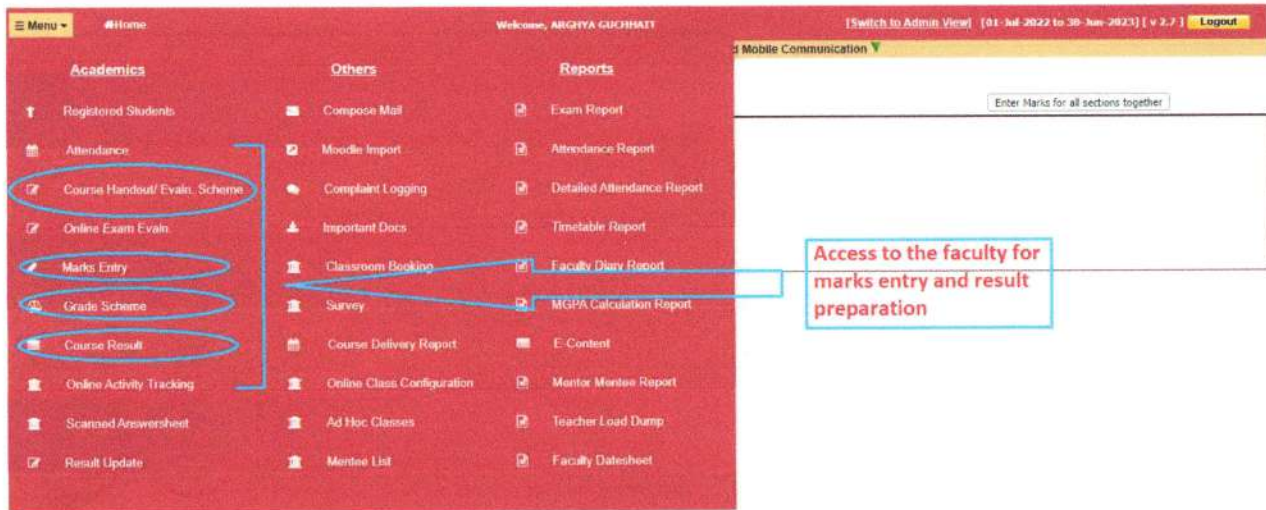 Menu
Home
Welcome, ARGHYA GUCHHAIT
[Switch to Admin View] [01-Jul-2022 to 30-Jun-2023] [ v 2.7 ] Logout
d Mobile Communication
Enter Marks for all sections together
Academics
Registered Students
Attendance
Course Handout/ Evaln. Scheme
Online Exam Evaln.
Marks Entry
Grade Scheme
Course Result
Online Activity Tracking
Scanned Answersheet
Result Update
Others
Compose Mail
Moodle Import
Complaint Logging
Important Docs
Classroom Booking
Survey
Course Delivery Report
Online Class Configuration
Ad Hoc Classes
Mentee List
Reports
Exam Report
Attendance Report
Detailed Attendance Report
Timetable Report
Faculty Diary Report
MGPA Calculation Report
E-Content
Mentor Mentee Report
Teacher Load Dump
Faculty Datesheet
Access to the faculty for
marks entry and result
preparation